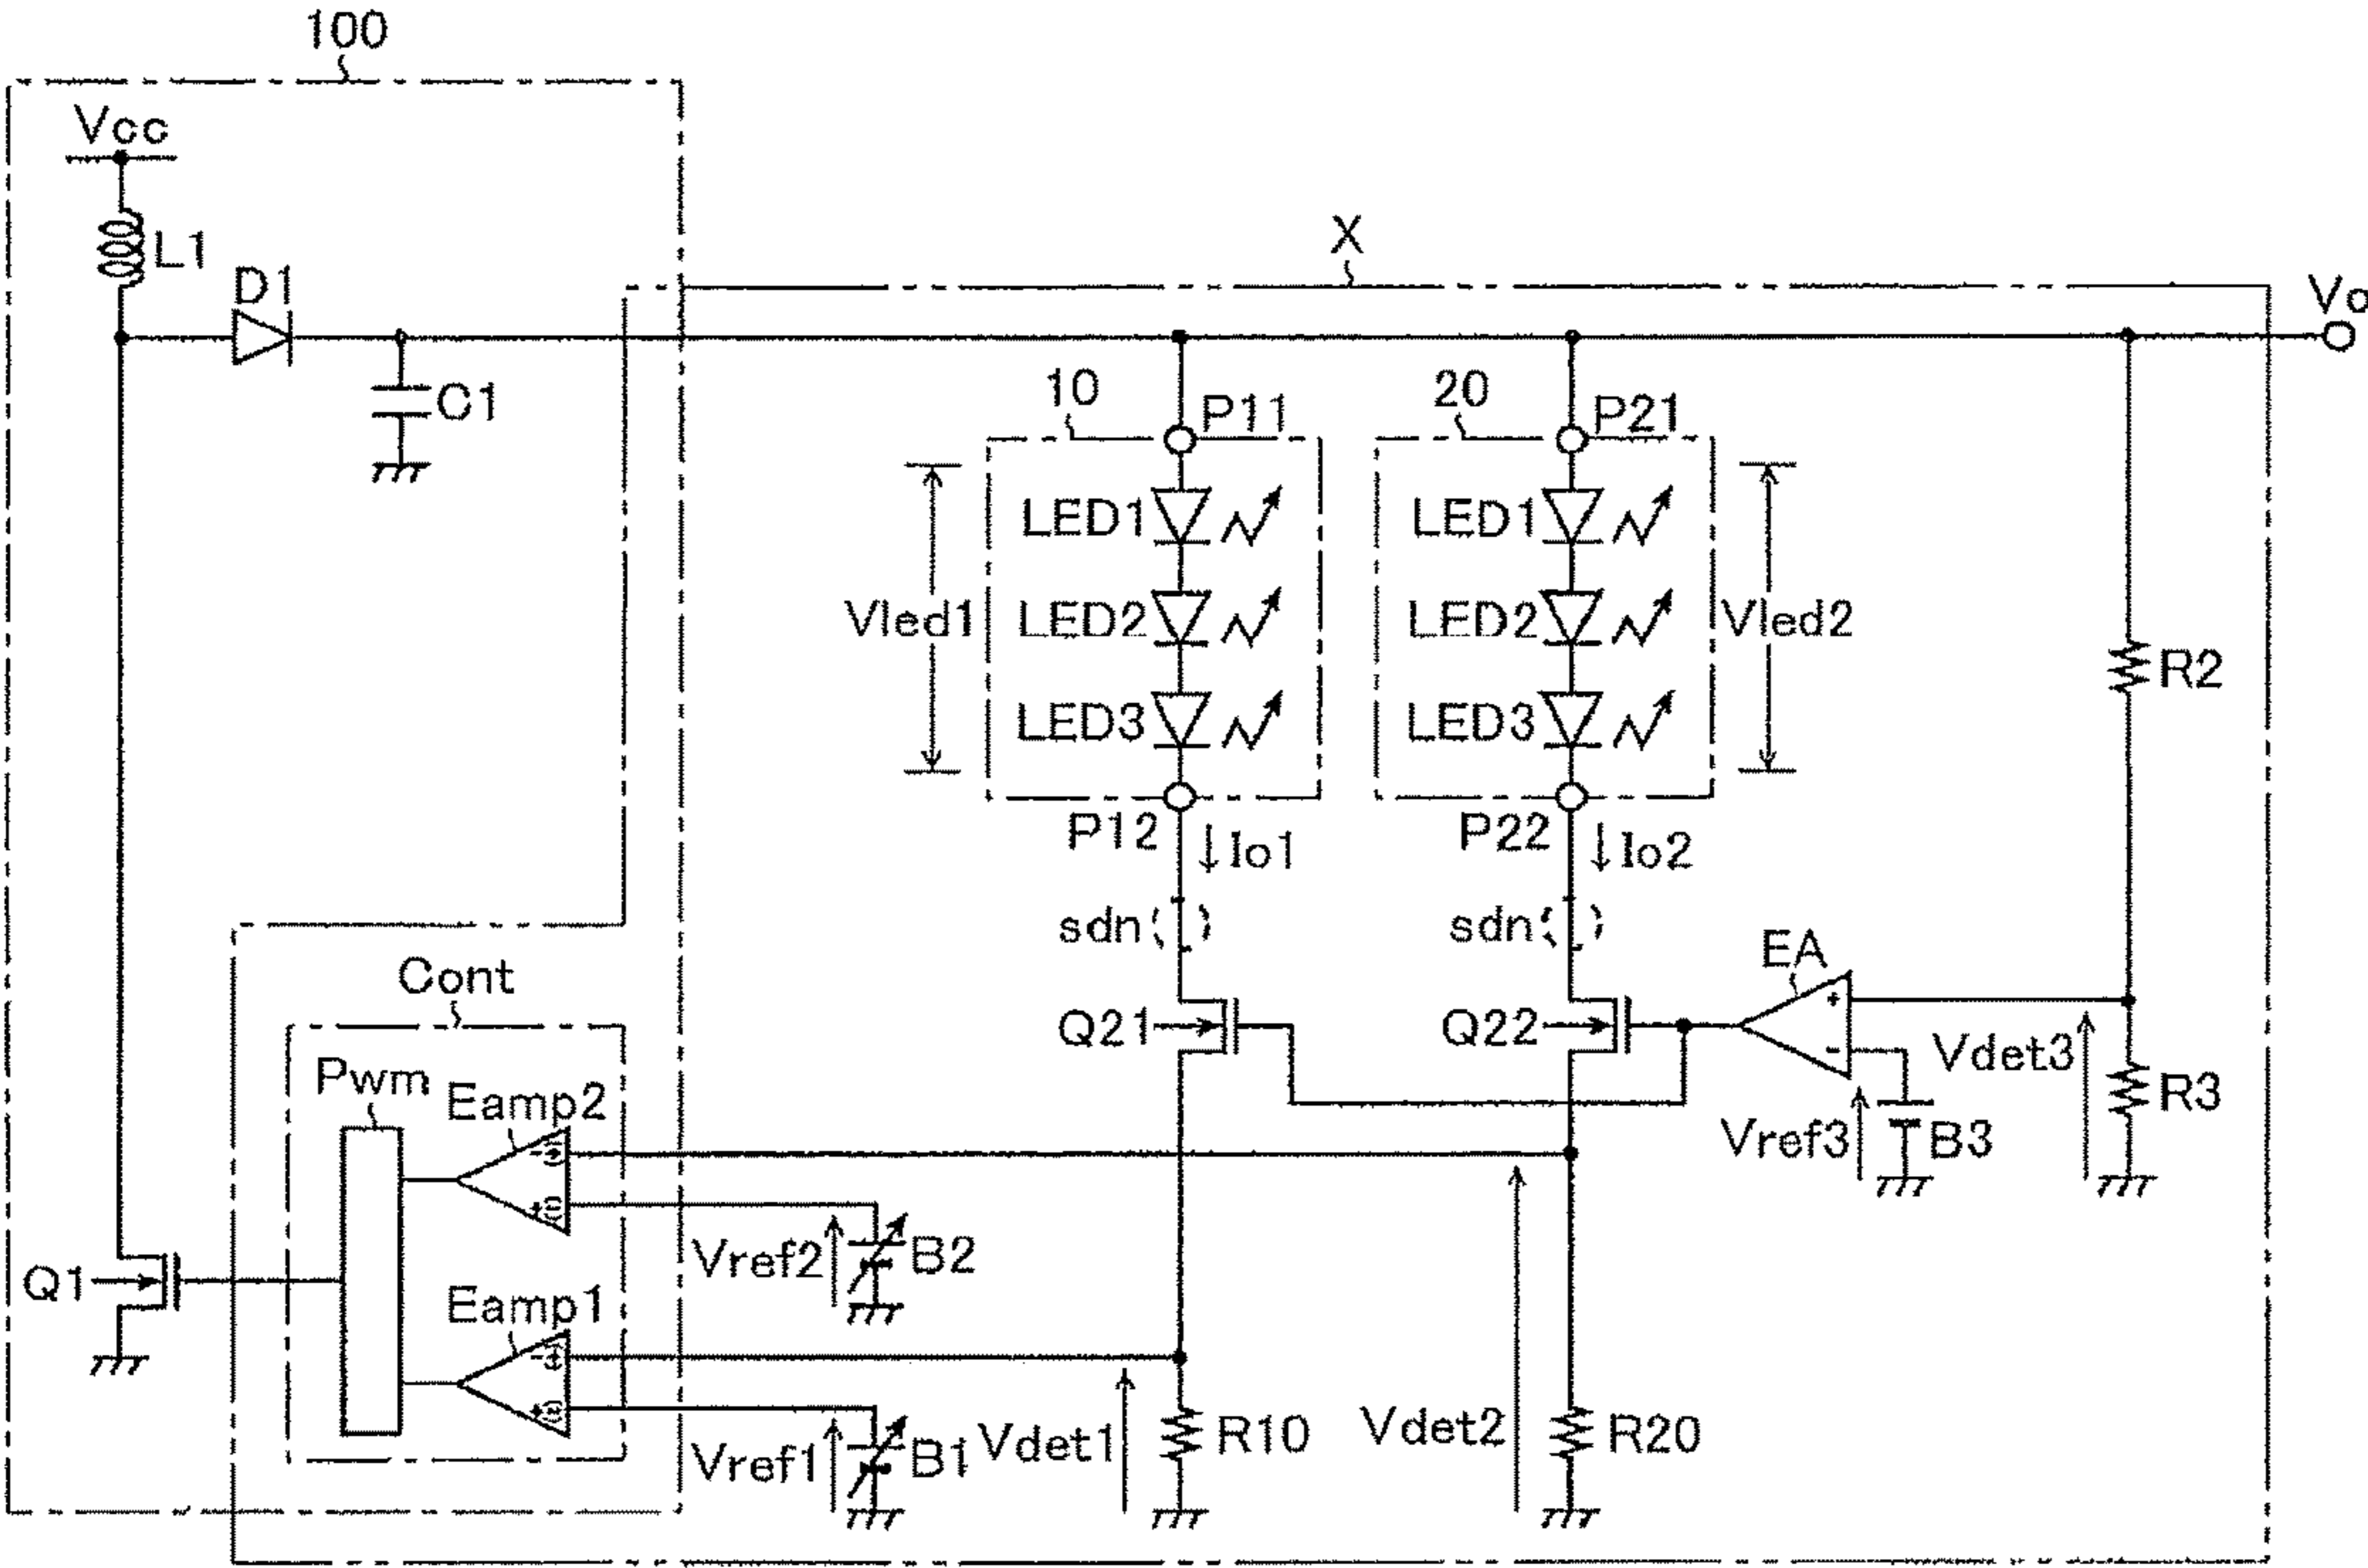 100
Vcc
L1
D1
C1
X
Vo
10
P11
20
P21
LED1
LED1
Vled1
LED2
LED2
Vled2
LED3
LED3
R2
P12
Io1
P22
Io2
sdn
sdn
EA
+
-
Cont
Q21
Q22
Vdet3
R3
Pwm
Eamp2
-(+)
+(-)
Vref3
B3
Vref2
B2
Q1
Eamp1
-(+)
+(-)
Vref1
B1
Vdet1
R10
Vdet2
R20